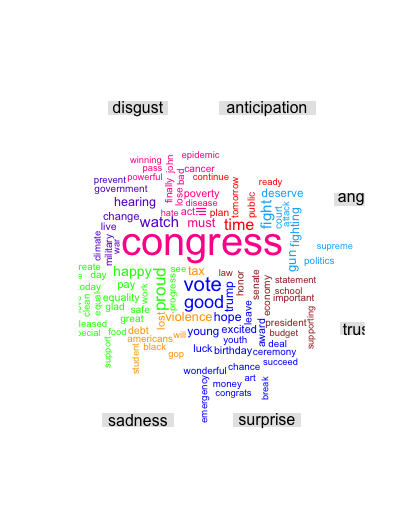 disgust
anticipation
epidemic
winning
john
pass
bad
cancer
powerful
finally
lose
continue
tomorrow
ready
prevent
government
poverty
disease
public
deserve
hearing
hate
act
ill
plan
fight
court
attack
fighting
ang
change
watch
must
time
live
climate
military
war
congress
gun
supreme
politics
create
day
happy
proud
see
progress
tax
law
honor
senate
economy
statement
school
important
today
clean
equal
pay
work
vote
good
trump
leave
equality
glad
safe
great
lost
violence
hope
award
president
supporting
trus
pleased
special
food
support
debt
student
americans
black
will
gop
young
excited
youth
budget
deal
luck
birthday
ceremony
succeed
wonderful
chance
art
money
congrats
break
emergency
sadness
surprise